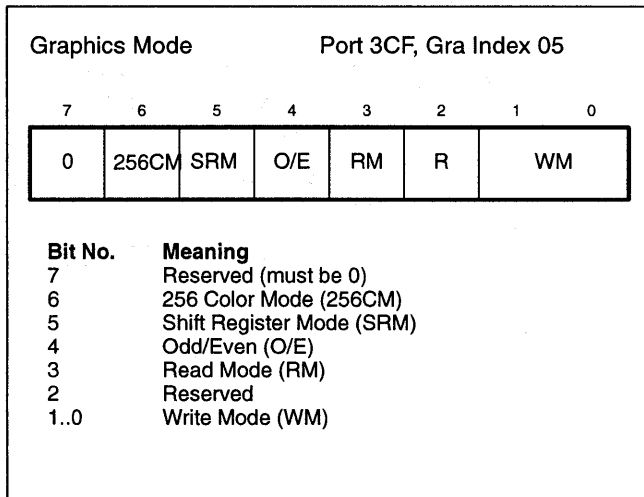 Graphics Mode Port 3CF, Gra Index 05
7 6 5 4 3 2 1 0
0 256CM SRM O/E RM R WM
Bit No. Meaning
7 Reserved (must be 0)
6 256 Color Mode (256CM)
5 Shift Register Mode (SRM)
4 Odd/Even (O/E)
3 Read Mode (RM)
2 Reserved
1..0 Write Mode (WM)